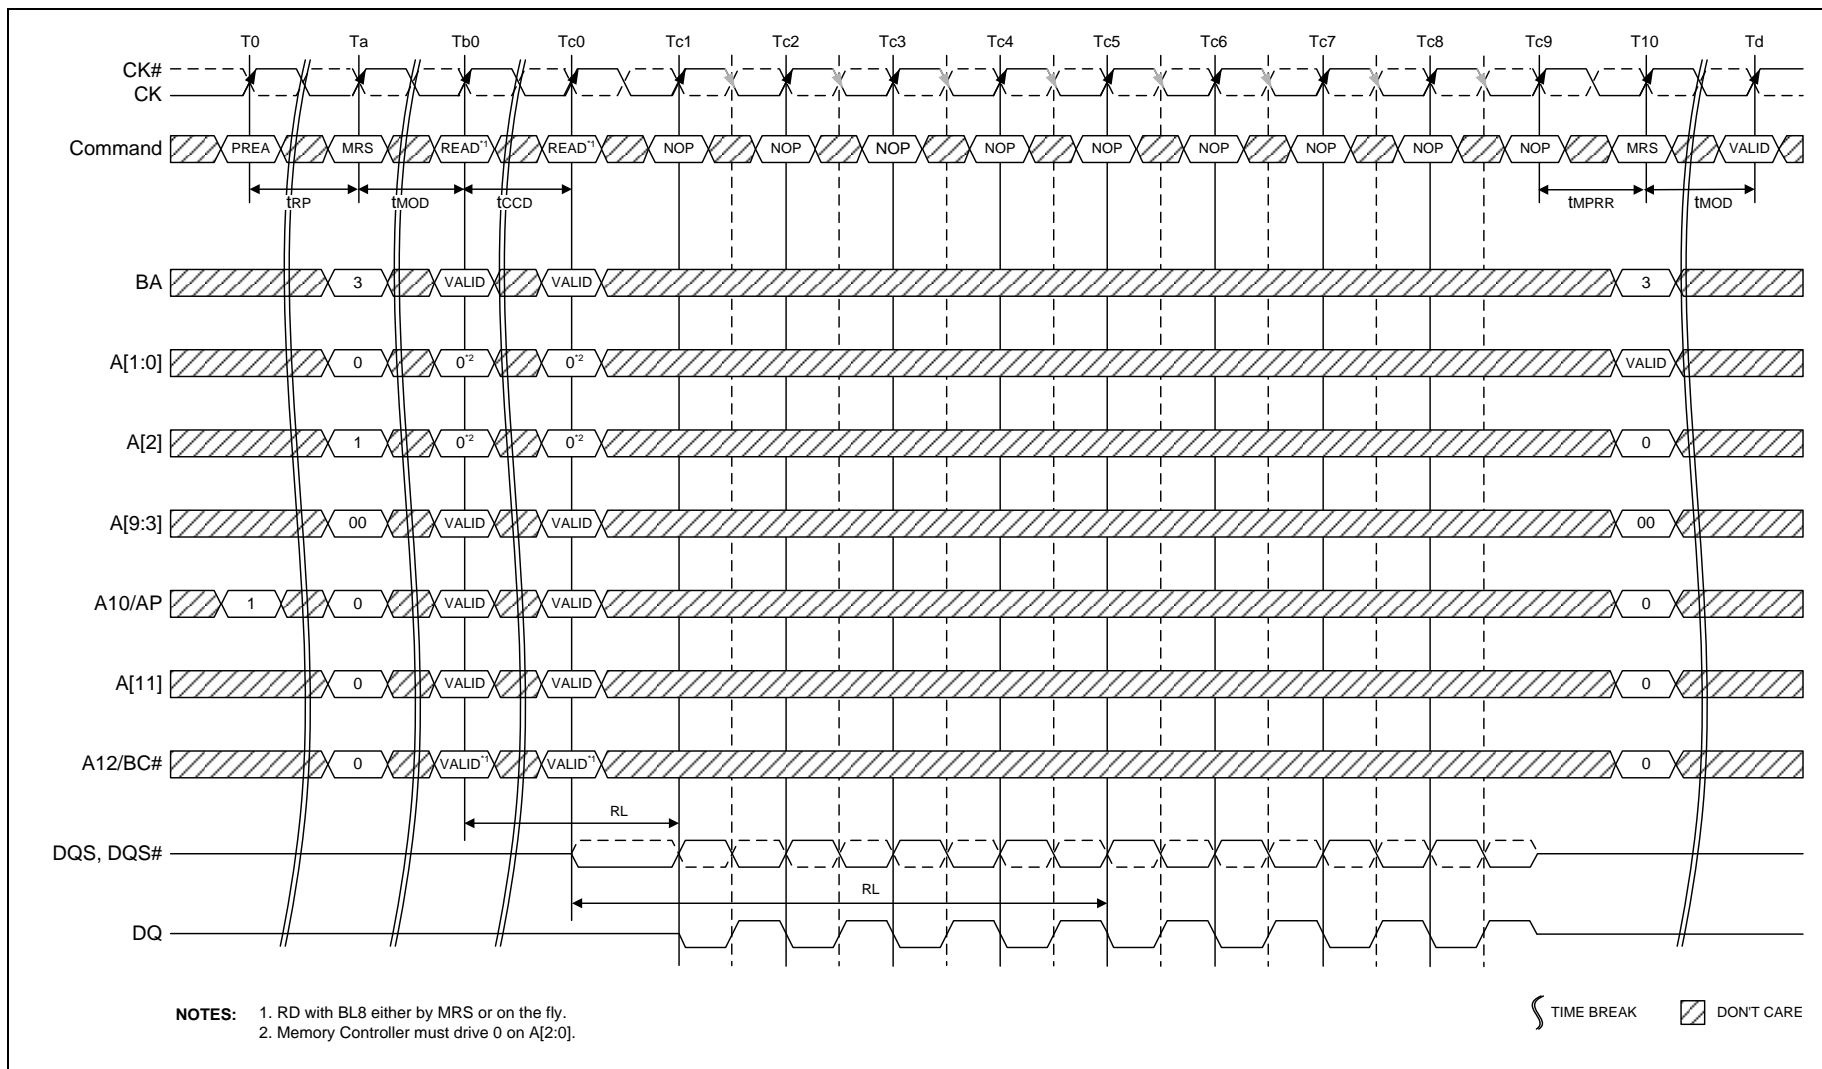 T0 Ta Tb0 Tc0 Tc1 Tc2 Tc3 Tc4 Tc5 Tc6 Tc7 Tc8 Tc9 T10 Td
CK#
CK
Command PREA MRS READ*1 READ*1 NOP NOP NOP NOP NOP NOP NOP NOP NOP MRS VALID
tRP tMOD tCCD tMPRR tMOD
BA 3 VALID VALID 3
A[1:0] 0 0*2 0*2 VALID
A[2] 1 0*2 0*2 0
A[9:3] 00 VALID VALID 00
A10/AP 1 0 VALID VALID 0
A[11] 0 VALID VALID 0
A12/BC# 0 VALID*1 VALID*1 0
RL
DQS, DQS#
RL
DQ
NOTES: 1. RD with BL8 either by MRS or on the fly.
2. Memory Controller must drive 0 on A[2:0].
TIME BREAK DON'T CARE